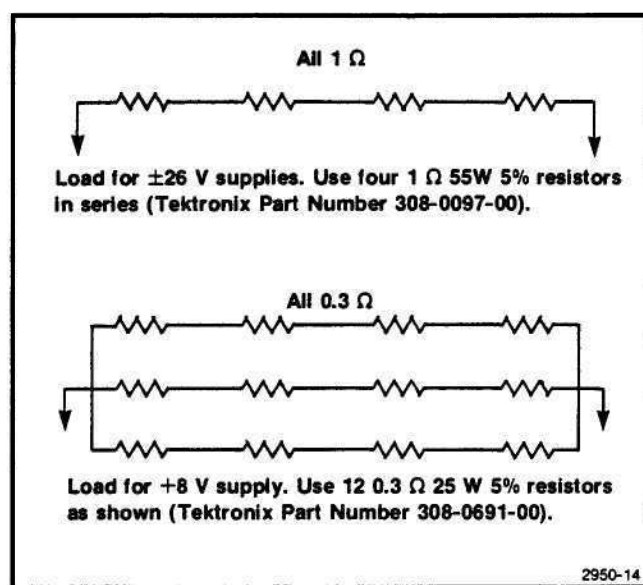 All 1 Ω
Load for ±26 V supplies. Use four 1 Ω 55W 5% resistors
in series (Tektronix Part Number 308-0097-00).
All 0.3 Ω
Load for +8 V supply. Use 12 0.3 Ω 25 W 5% resistors
as shown (Tektronix Part Number 308-0691-00).
2950-14